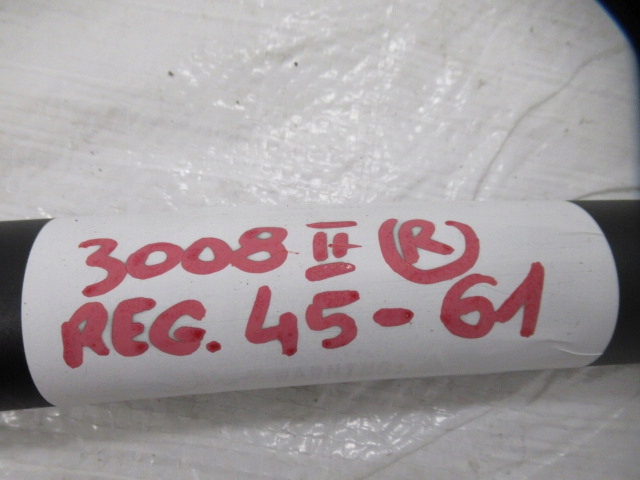 3008 II (R)
REG. 45-61